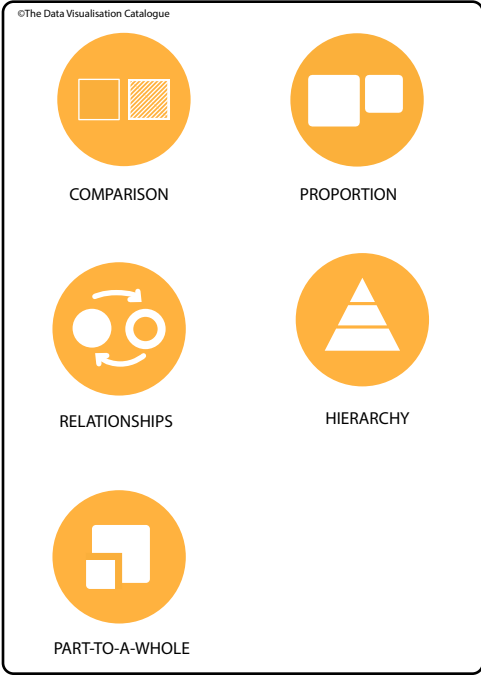 ©The Data Visualisation Catalogue
COMPARISON
PROPORTION
RELATIONSHIPS
HIERARCHY
PART-TO-A-WHOLE